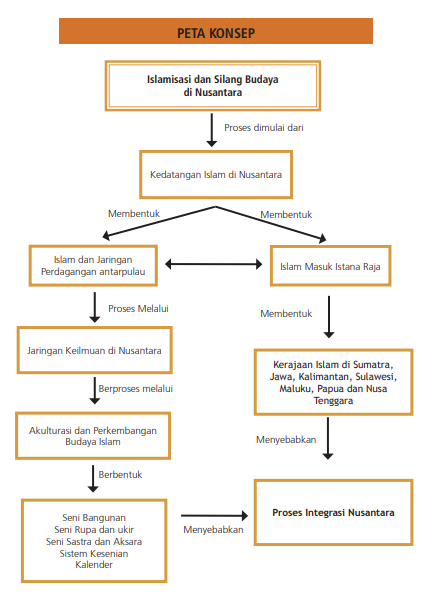 PETA KONSEP
Islamisasi dan Silang Budaya
di Nusantara
Proses dimulai dari
Kedatangan Islam di Nusantara
Membentuk
Membentuk
Islam dan Jaringan
Perdagangan antarpulau
Islam Masuk Istana Raja
Proses Melalui
Membentuk
Jaringan Keilmuan di Nusantara
Kerajaan Islam di Sumatra,
Jawa, Kalimantan, Sulawesi,
Maluku, Papua dan Nusa
Tenggara
Berproses melalui
Akulturasi dan Perkembangan
Budaya Islam
Menyebabkan
Berbentuk
Seni Bangunan
Seni Rupa dan ukir
Seni Sastra dan Aksara
Sistem Kesenian
Kalender
Menyebabkan
Proses Integrasi Nusantara